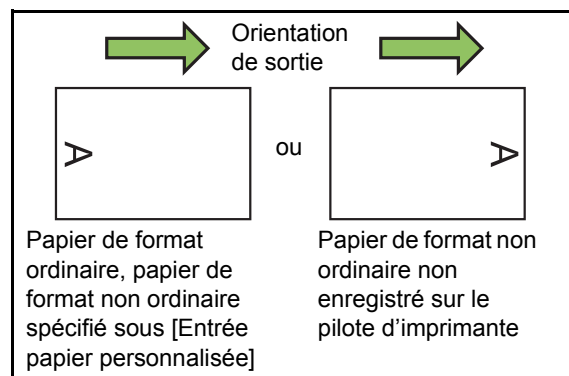 Orientation
de sortie
A
ou
A
Papier de format
ordinaire, papier de
format non ordinaire
spécifié sous [Entrée
papier personnalisée]
Papier de format non
ordinaire non
enregistré sur le
pilote d’imprimante